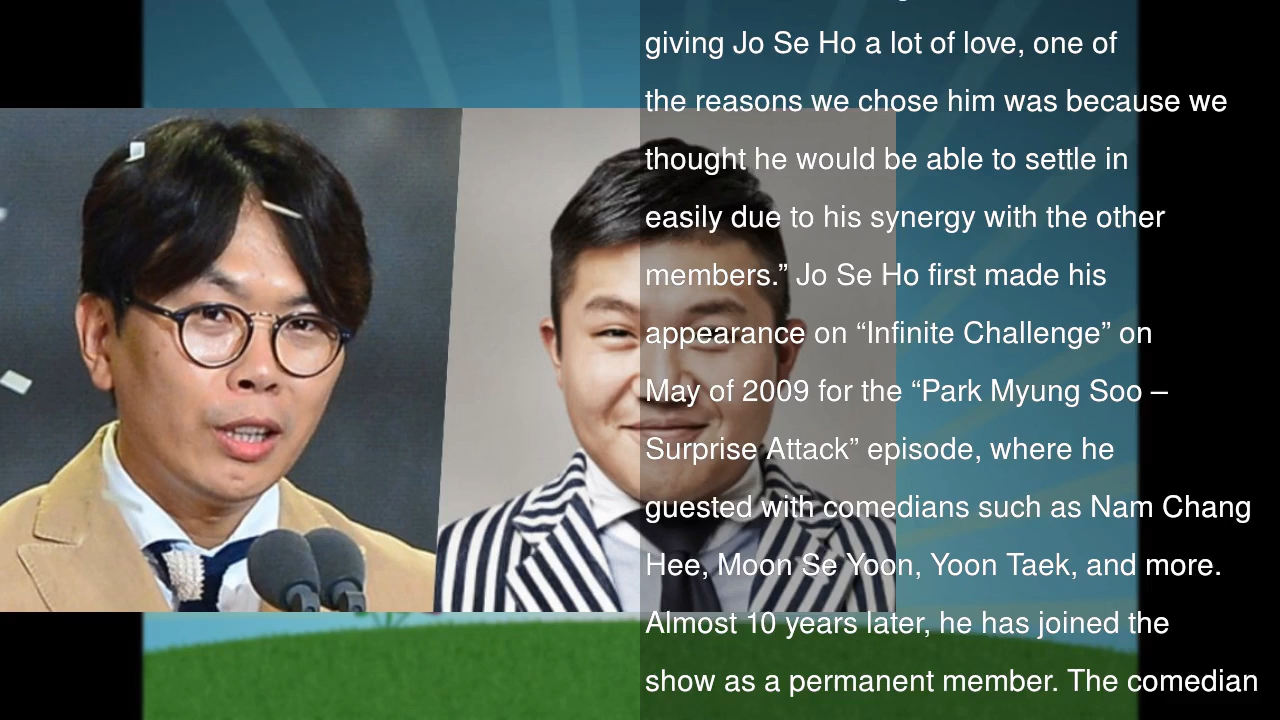 giving Jo Se Ho a lot of love, one of
the reasons we chose him was because we
thought he would be able to settle in
easily due to his synergy with the other
members.” Jo Se Ho first made his
appearance on “Infinite Challenge” on
May of 2009 for the “Park Myung Soo –
Surprise Attack” episode, where he
guested with comedians such as Nam Chang
Hee, Moon Se Yoon, Yoon Taek, and more.
Almost 10 years later, he has joined the
show as a permanent member. The comedian